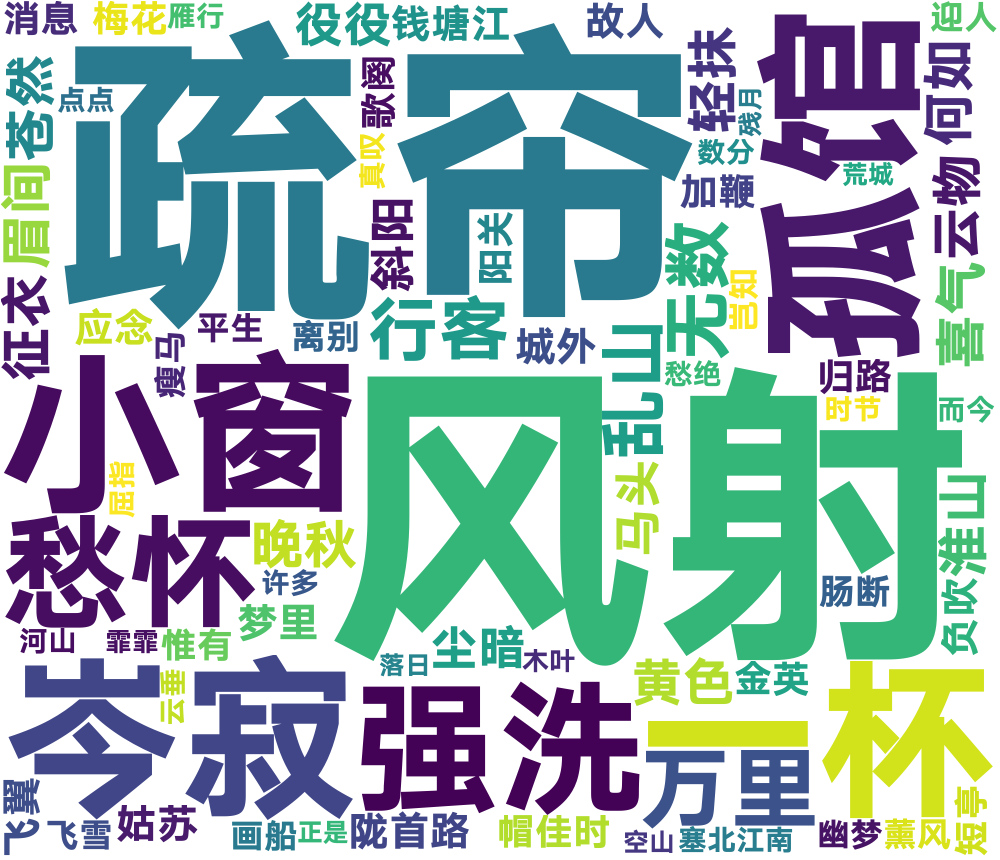 消息
梅花
雁行
役役
钱塘江
故人
迎人
疏帘
歌阕
轻抹
残月
孤馆
何如
苍然
点点
真叹
数分
荒城
加鞭
云物
眉间
斜阳
阳关
无数
岂知
喜气
征衣
应念
平生
离别
行客
城外
乱山
瘦马
愁绝
归路
时节
而今
小窗
风射
屈指
马头
淮山
愁怀
晚秋
许多
肠断
负吹
梦里
河山
霏霏
惟有
尘暗
落日
木叶
黄色
金英
云垂
岑寂
强洗
一杯
万里
飞翼
飞雪
姑苏
画船
正是
陇首路
帽佳时
空山
塞北江南
幽梦
薰风
短亭